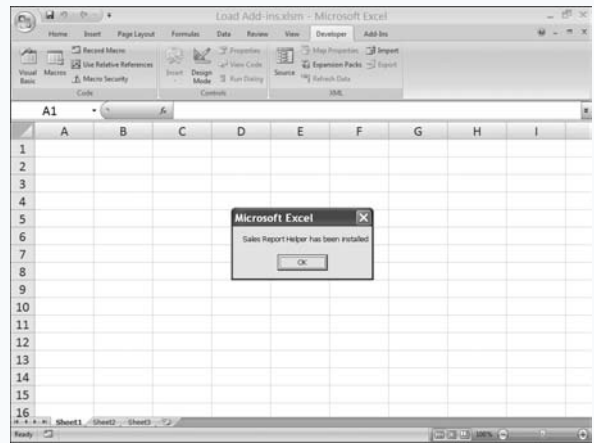 Load Add-ins.xlsm - Microsoft Excel
Home Insert Page Layout Formulas Data Review View Developer Add-Ins
Visual Basic
Macros
Record Macro
Use Relative References
Macro Security
Code
Insert
Design Mode
Properties
View Code
Run Dialog
Controls
Source
Map Properties
Expansion Packs
Refresh Data
Import
Export
XML
A1
fx
A B C D E F G H I
1
2
3
4
5
6
7
8
9
10
11
12
13
14
15
16
Microsoft Excel
Sales Report Helper has been installed
OK
Sheet1 Sheet2 Sheet3
Ready
100%